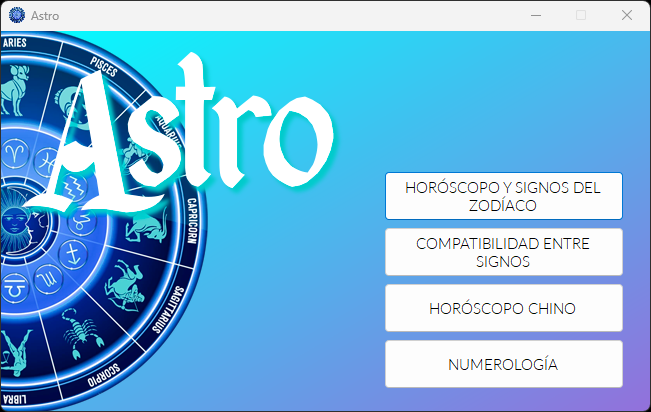 Astro
ARIES
PISCES
AQUARIUS
Astro
CAPRICORN
SAGITTARIUS
SCORPIO
LIBRA
HORÓSCOPO Y SIGNOS DEL
ZODÍACO
COMPATIBILIDAD ENTRE
SIGNOS
HORÓSCOPO CHINO
NUMEROLOGÍA